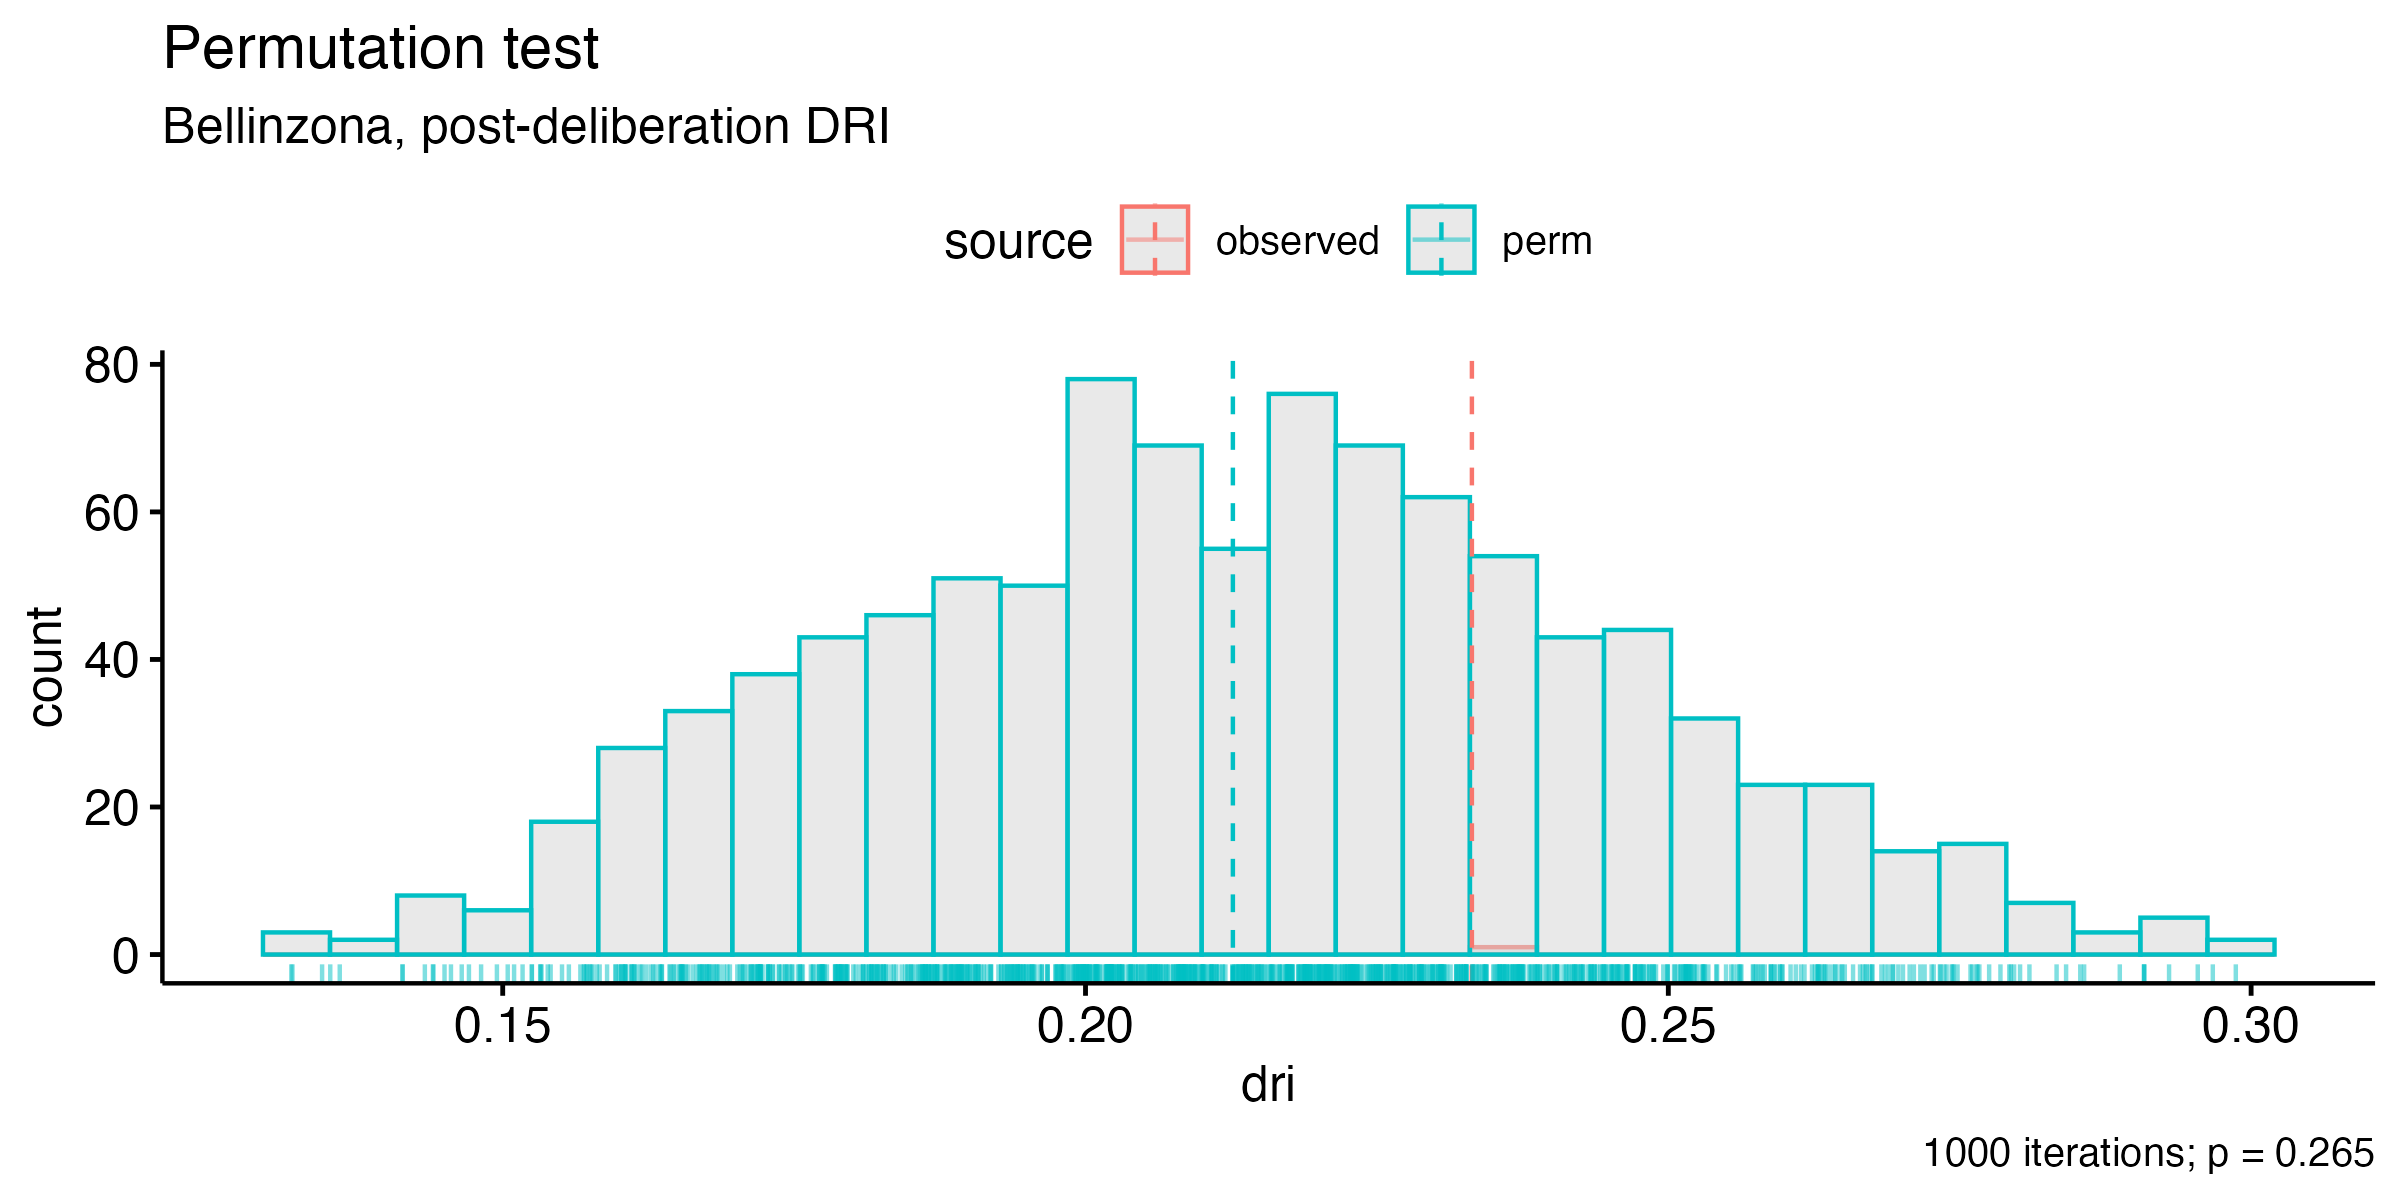 Permutation test
Bellinzona, post-deliberation DRI
source observed perm
80
60
40
20
0
count
0.15 0.20 0.25 0.30
dri
1000 iterations; p = 0.265